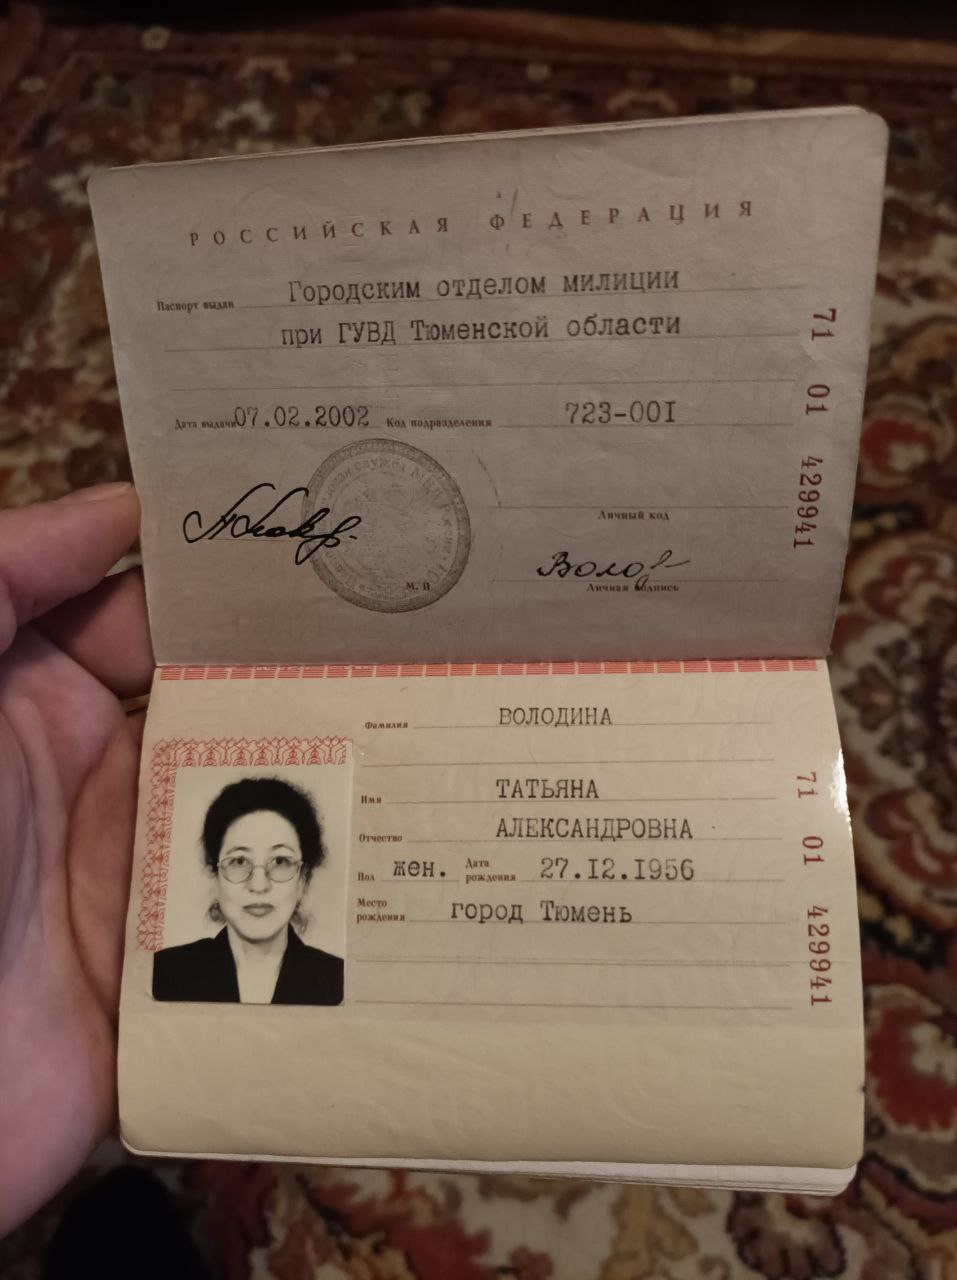 РОССИЙСКАЯ ФЕДЕРАЦИЯ
Паспорт выдан Городским отделом милиции
при ГУВД Тюменской области
Дата выдачи 07.02.2002 Код подразделения 723-001
Личный код
М. П.
Личная подпись
71 01 429941
Фамилия ВОЛОДИНА
Имя ТАТЬЯНА
Отчество АЛЕКСАНДРОВНА
Пол жен. Дата рождения 27.12.1956
Место рождения город Тюмень
71 01 429941